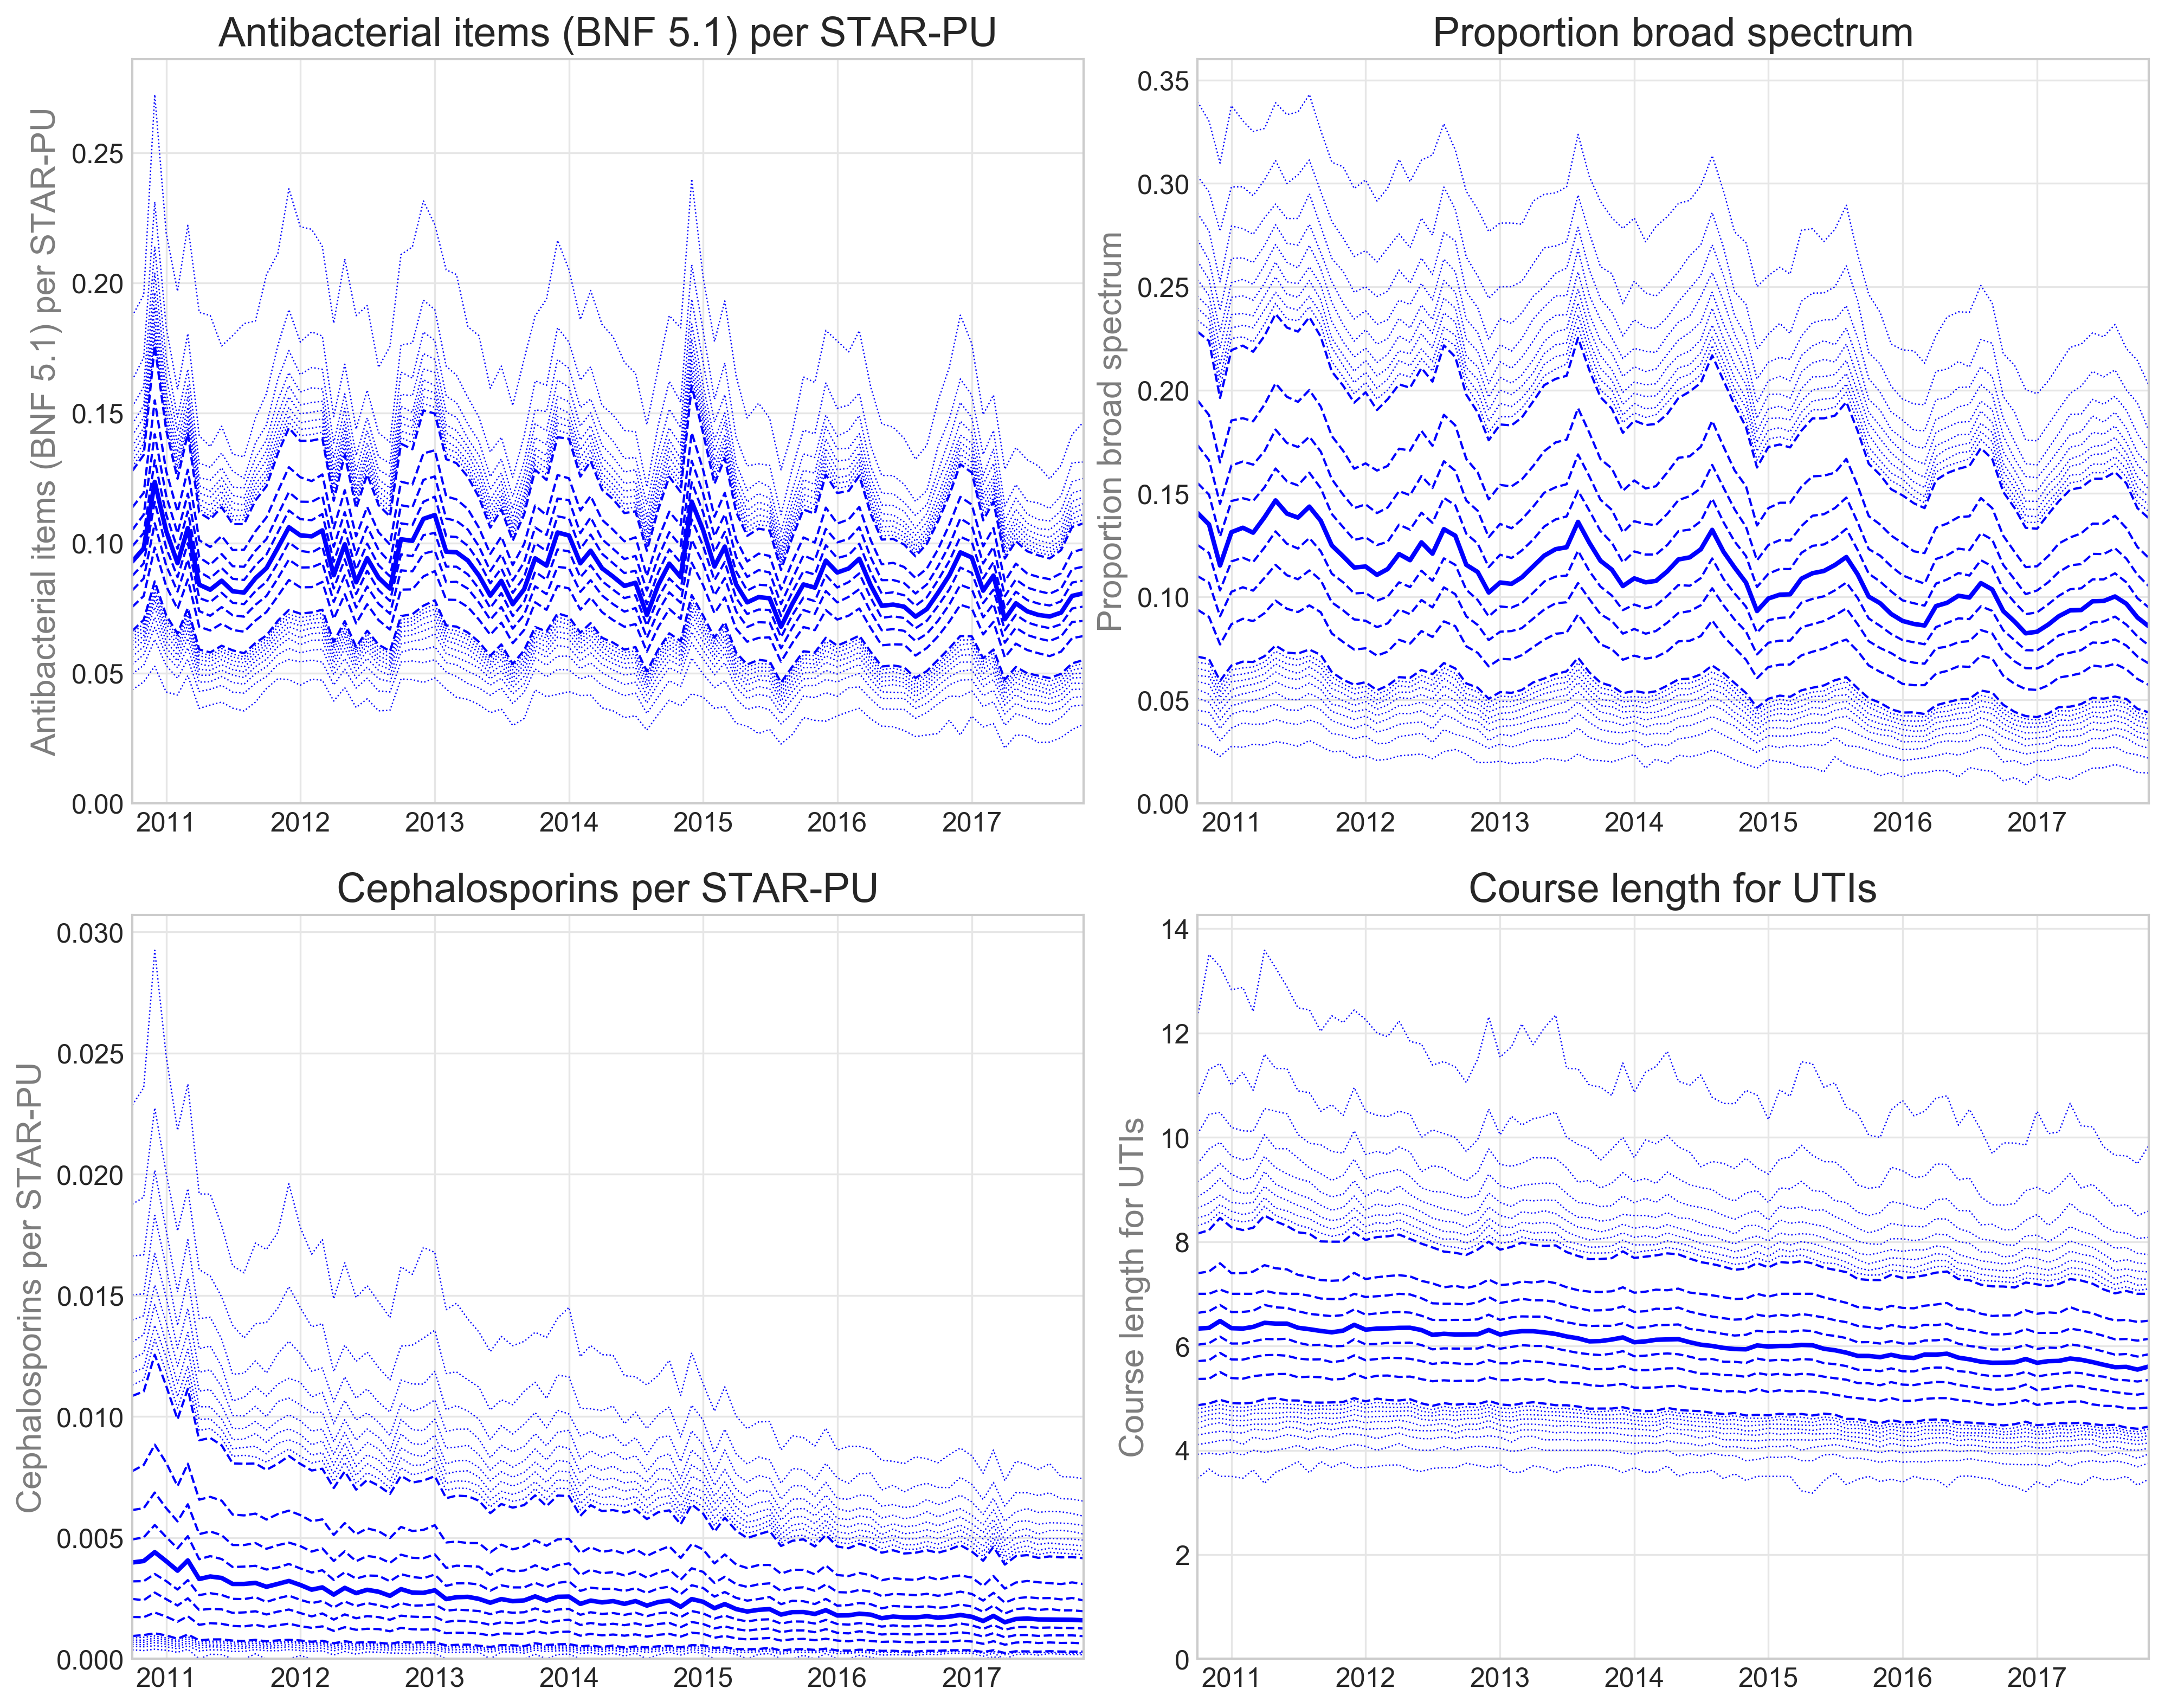 Antibacterial items (BNF 5.1) per STAR-PU
Antibacterial items (BNF 5.1) per STAR-PU
0.25
0.20
0.15
0.10
0.05
0.00
2011 2012 2013 2014 2015 2016 2017
Proportion broad spectrum
Proportion broad spectrum
0.35
0.30
0.25
0.20
0.15
0.10
0.05
0.00
2011 2012 2013 2014 2015 2016 2017
Cephalosporins per STAR-PU
Cephalosporins per STAR-PU
0.030
0.025
0.020
0.015
0.010
0.005
0.000
2011 2012 2013 2014 2015 2016 2017
Course length for UTIs
Course length for UTIs
14
12
10
8
6
4
2
0
2011 2012 2013 2014 2015 2016 2017